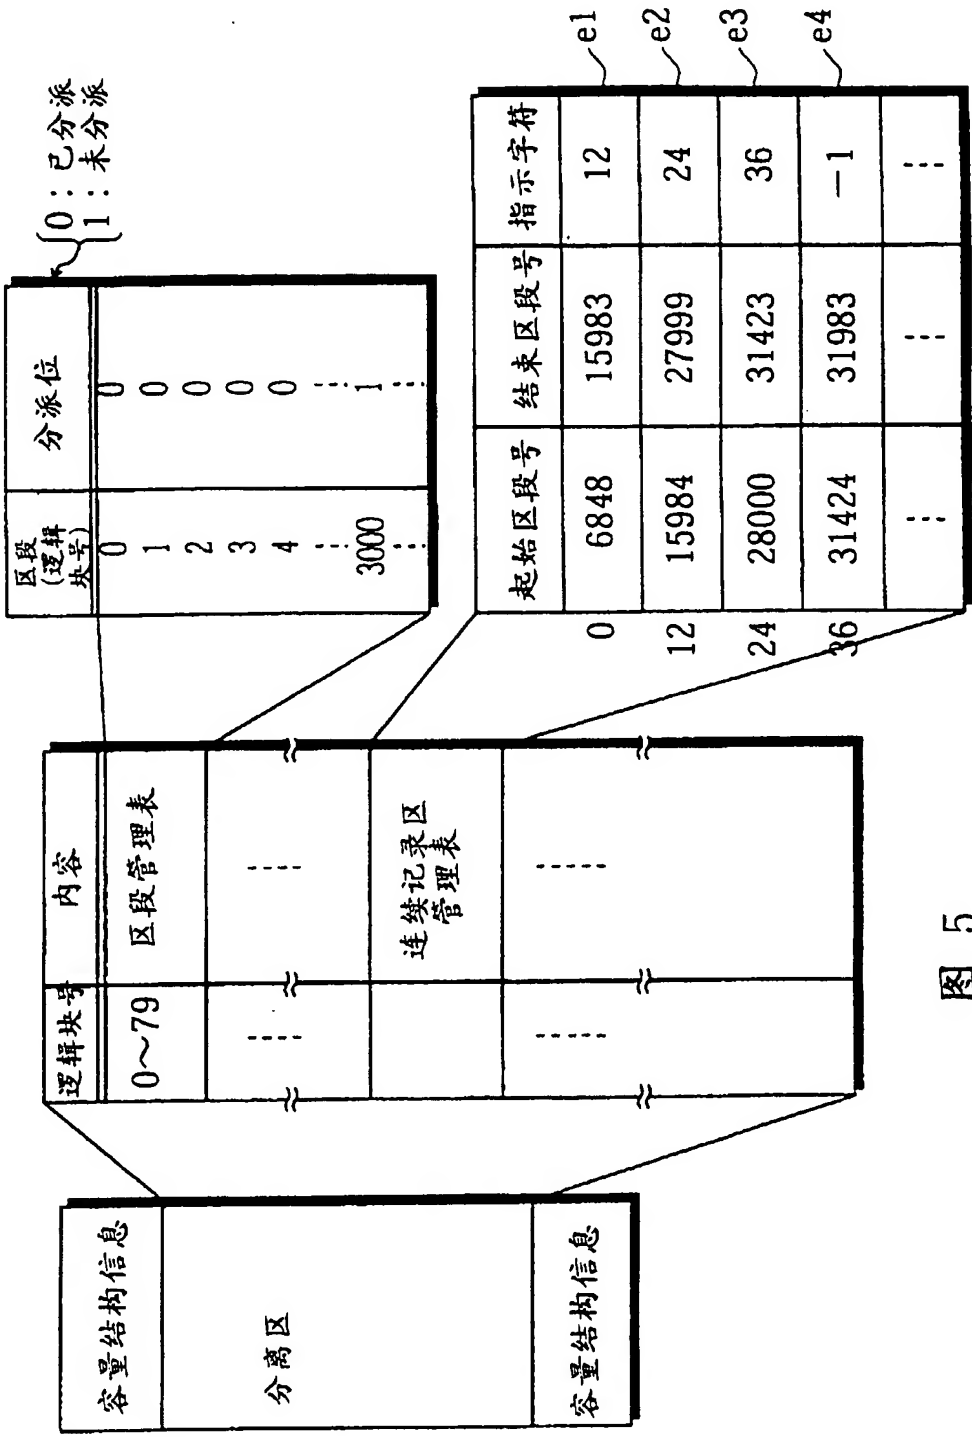 容量结构信息
分离区
容量结构信息
逻辑块号
内容
0～79
区段管理表
连续记录区
管理表
区段
(逻辑
块号)
分派位
0 0
1 0
2 0
3 0
4 0
3000 1
0：已分派
1：未分派
起始区段号 结束区段号 指示字符
0 6848 15983 12 e1
12 15984 27999 24 e2
24 28000 31423 36 e3
36 31424 31983 －1 e4
图 5